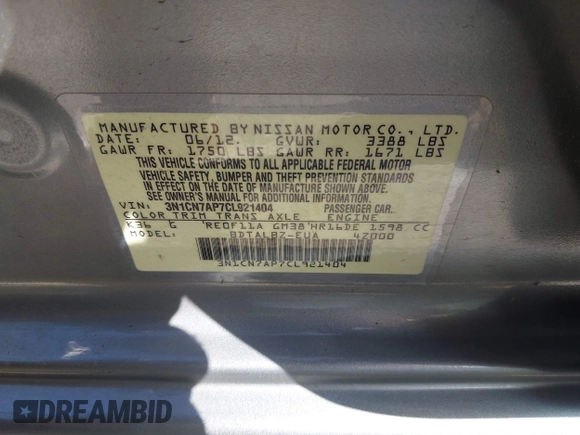 MANUFACTURED BY NISSAN MOTOR CO., LTD.
DATE: 06/12. GVWR: 3388 LBS
GAWR FR: 1750 LBS GAWR RR: 1671 LBS
THIS VEHICLE CONFORMS TO ALL APPLICABLE FEDERAL MOTOR
VEHICLE SAFETY, BUMPER AND THEFT PREVENTION STANDARDS
IN EFFECT ON THE DATE OF MANUFACTURE SHOWN ABOVE.
SEE OWNER'S MANUAL FOR ADDITIONAL INFORMATION.
VIN: 3N1CN7AP7CL921404 PASSENGER CAR
COLOR TRIM TRANS AXLE ENGINE
K36 G RE0F11A GM38 HR16DE 1598 CC
MODEL: BDTALBZ-EUA 47000
3N1CN7AP7CL921404
DREAMBID